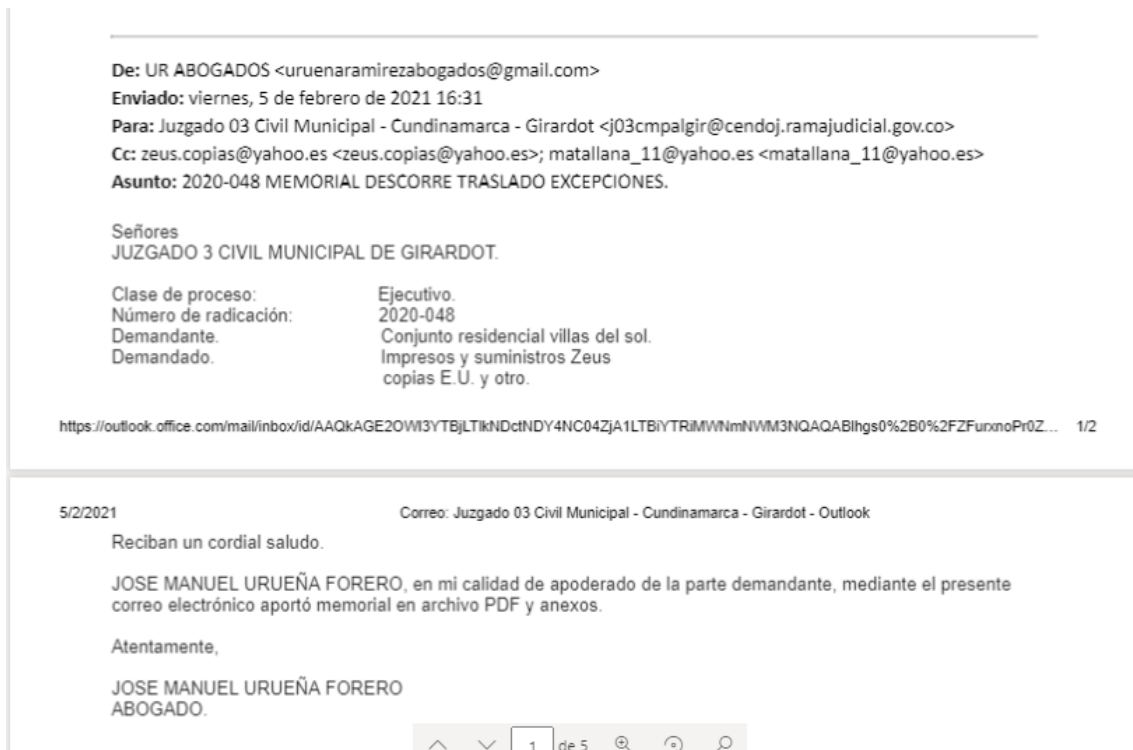 De: UR ABOGADOS <uruenaramirezabogados@gmail.com>
Enviado: viernes, 5 de febrero de 2021 16:31
Para: Juzgado 03 Civil Municipal - Cundinamarca - Girardot <j03cmpalgir@cendoj.ramajudicial.gov.co>
Cc: zeus.copias@yahoo.es <zeus.copias@yahoo.es>; matallana_11@yahoo.es <matallana_11@yahoo.es>
Asunto: 2020-048 MEMORIAL DESCORRE TRASLADO EXCEPCIONES.
Señores
JUZGADO 3 CIVIL MUNICIPAL DE GIRARDOT.
Clase de proceso: Ejecutivo.
Número de radicación: 2020-048
Demandante. Conjunto residencial villas del sol.
Demandado. Impresos y suministros Zeus
copias E.U. y otro.
1/2
5/2/2021 Correo: Juzgado 03 Civil Municipal - Cundinamarca - Girardot - Outlook
Reciban un cordial saludo.
JOSE MANUEL URUEÑA FORERO, en mi calidad de apoderado de la parte demandante, mediante el presente
correo electrónico aportó memorial en archivo PDF y anexos.
Atentamente,
JOSE MANUEL URUEÑA FORERO
ABOGADO.
1 de 5